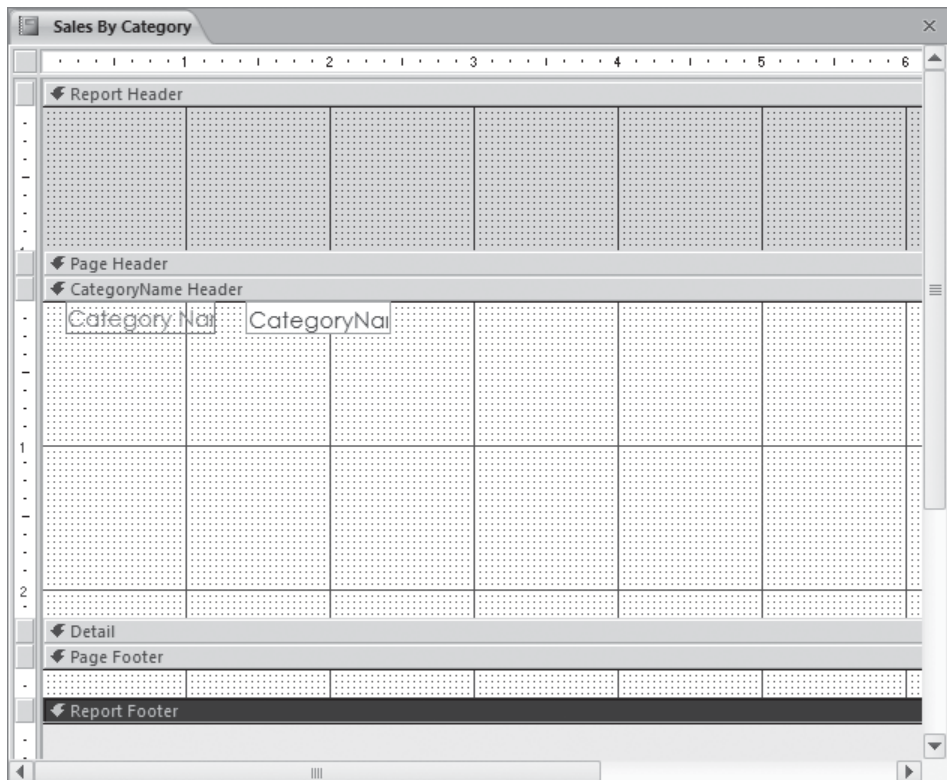 Sales By Category
1 2 3 4 5 6
Report Header
Page Header
CategoryName Header
Category Nar CategoryNai
1
2
Detail
Page Footer
Report Footer